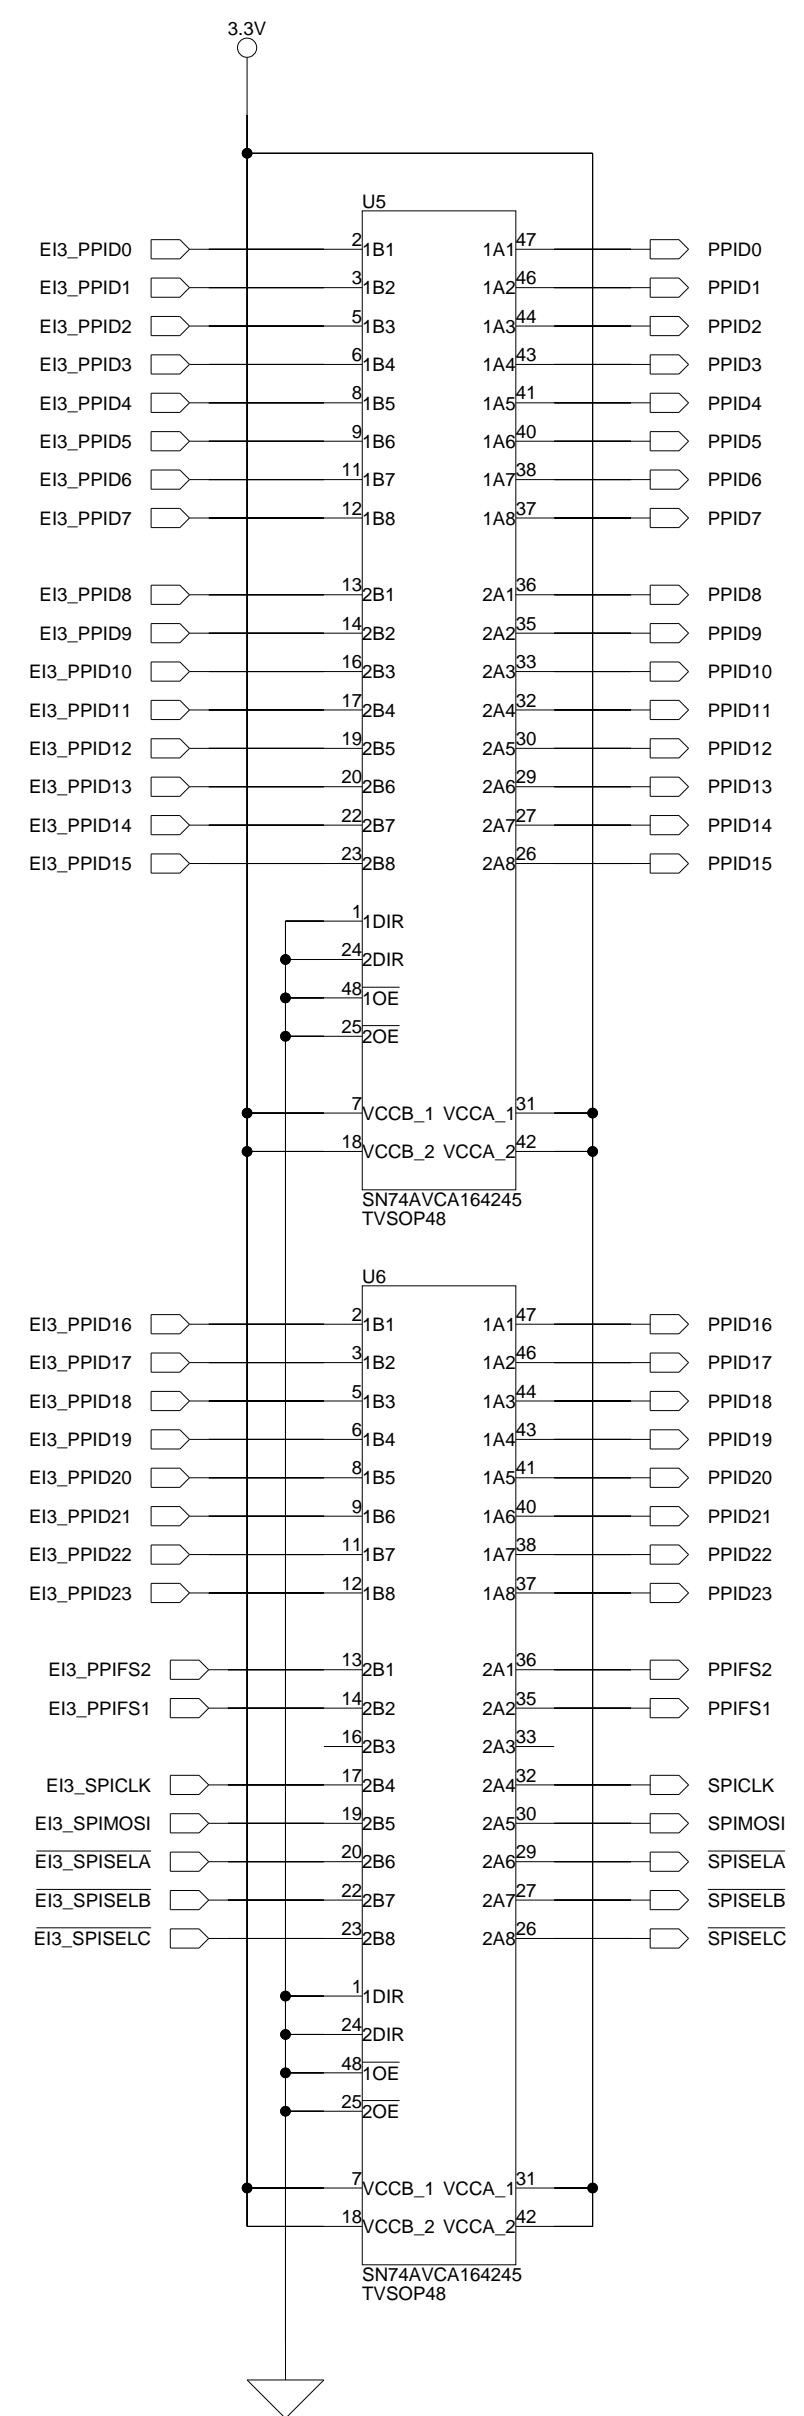 3.3V
U5
EI3_PPID0 2 1B1 1A1 47 PPID0
EI3_PPID1 3 1B2 1A2 46 PPID1
EI3_PPID2 5 1B3 1A3 44 PPID2
EI3_PPID3 6 1B4 1A4 43 PPID3
EI3_PPID4 8 1B5 1A5 41 PPID4
EI3_PPID5 9 1B6 1A6 40 PPID5
EI3_PPID6 11 1B7 1A7 38 PPID6
EI3_PPID7 12 1B8 1A8 37 PPID7
EI3_PPID8 13 2B1 2A1 36 PPID8
EI3_PPID9 14 2B2 2A2 35 PPID9
EI3_PPID10 16 2B3 2A3 33 PPID10
EI3_PPID11 17 2B4 2A4 32 PPID11
EI3_PPID12 19 2B5 2A5 30 PPID12
EI3_PPID13 20 2B6 2A6 29 PPID13
EI3_PPID14 22 2B7 2A7 27 PPID14
EI3_PPID15 23 2B8 2A8 26 PPID15
1 1DIR
24 2DIR
48 1OE
25 2OE
7 VCCB_1 VCCA_1 31
18 VCCB_2 VCCA_2 42
SN74AVCA164245
TVSOP48
U6
EI3_PPID16 2 1B1 1A1 47 PPID16
EI3_PPID17 3 1B2 1A2 46 PPID17
EI3_PPID18 5 1B3 1A3 44 PPID18
EI3_PPID19 6 1B4 1A4 43 PPID19
EI3_PPID20 8 1B5 1A5 41 PPID20
EI3_PPID21 9 1B6 1A6 40 PPID21
EI3_PPID22 11 1B7 1A7 38 PPID22
EI3_PPID23 12 1B8 1A8 37 PPID23
EI3_PPIFS2 13 2B1 2A1 36 PPIFS2
EI3_PPIFS1 14 2B2 2A2 35 PPIFS1
16 2B3 2A3 33
EI3_SPICLK 17 2B4 2A4 32 SPICLK
EI3_SPIMOSI 19 2B5 2A5 30 SPIMOSI
EI3_SPISELA 20 2B6 2A6 29 SPISELA
EI3_SPISELB 22 2B7 2A7 27 SPISELB
EI3_SPISELC 23 2B8 2A8 26 SPISELC
1 1DIR
24 2DIR
48 1OE
25 2OE
7 VCCB_1 VCCA_1 31
18 VCCB_2 VCCA_2 42
SN74AVCA164245
TVSOP48